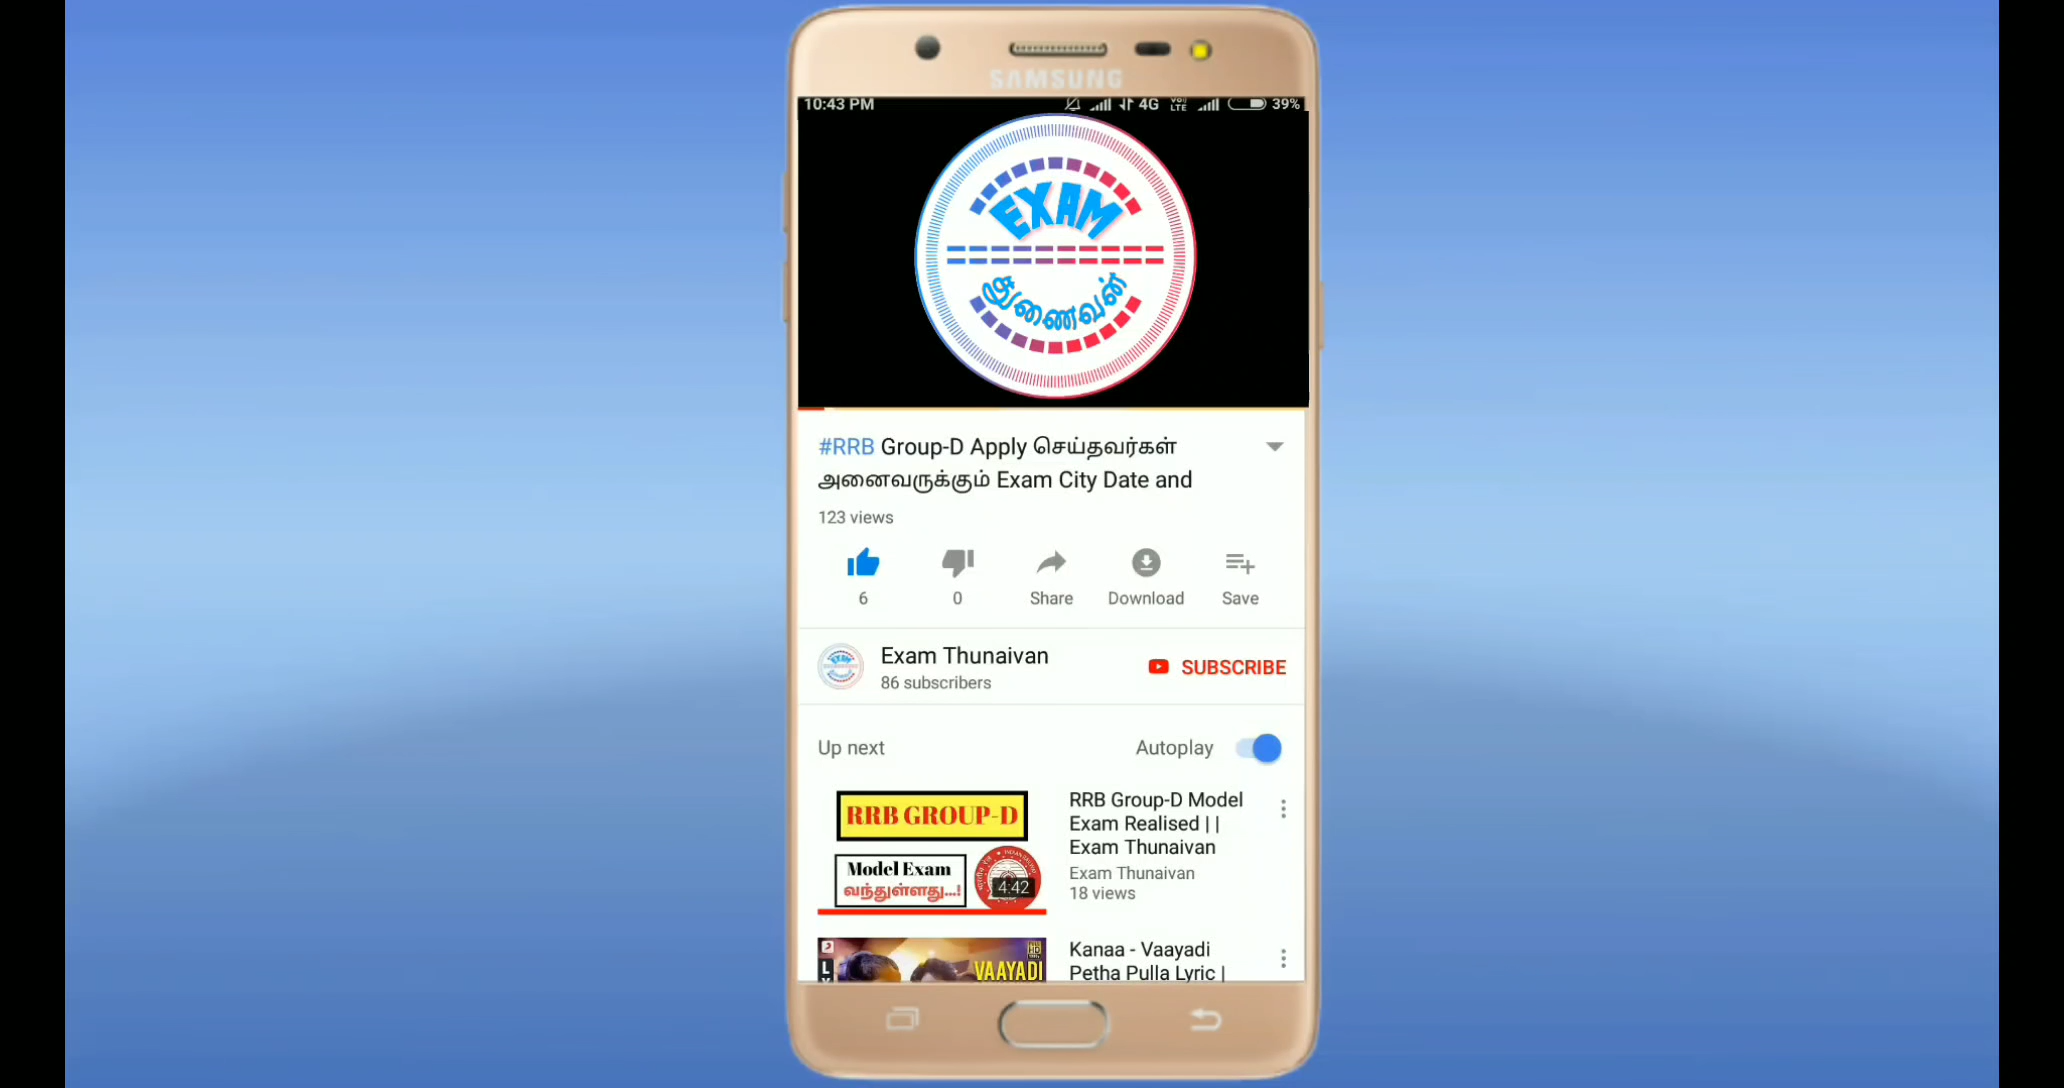 SAMSUNG
10:43 PM 4G VoLTE 39%
EXAM
துணைவன்
#RRB Group-D Apply செய்தவர்கள்
அனைவருக்கும் Exam City Date and
123 views
6 0 Share Download Save
EXAM
Exam Thunaivan
86 subscribers
SUBSCRIBE
Up next Autoplay
RRB GROUP-D
Model Exam
வந்துள்ளது...!
4:42
RRB Group-D Model
Exam Realised ||
Exam Thunaivan
Exam Thunaivan
18 views
VAAYADI
Kanaa - Vaayadi
Petha Pulla Lyric |